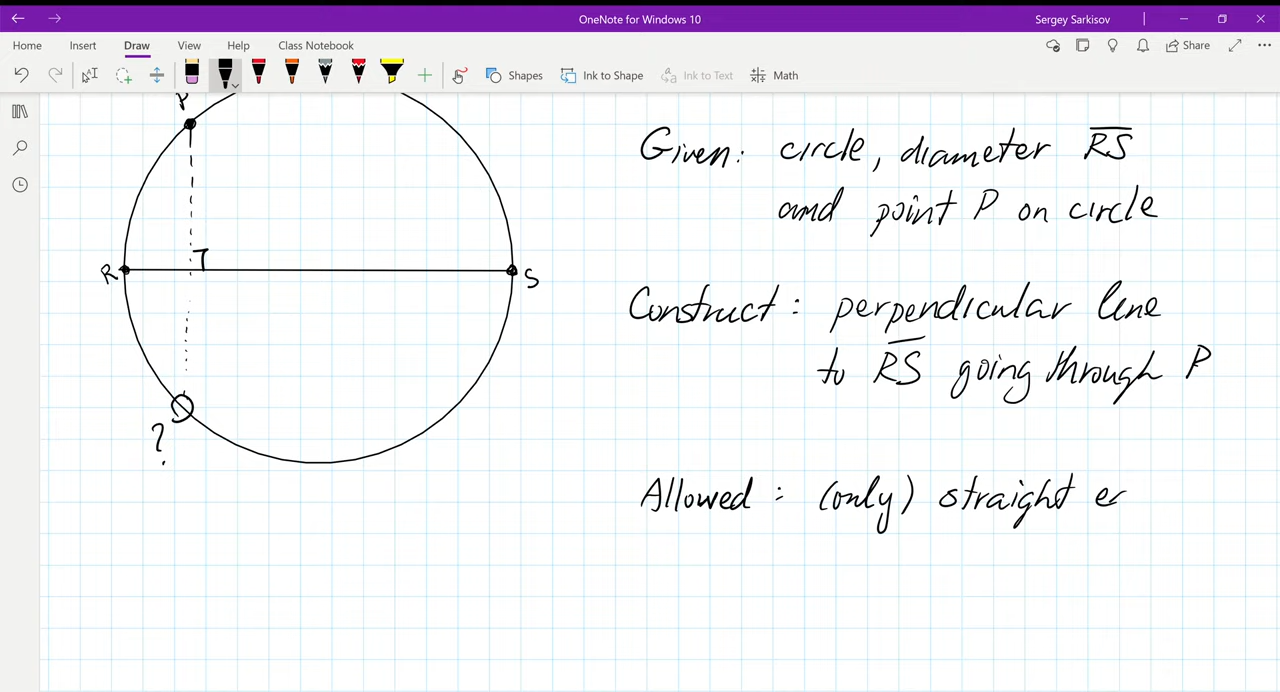 OneNote for Windows 10
Sergey Sarkisov
Home Insert Draw View Help Class Notebook
Share
Shapes Ink to Shape Ink to Text Math
P
Given: circle, diameter RS
and point P on circle
T
R
S
Construct: perpendicular line
to RS going through P
?
Allowed: (only) straight e